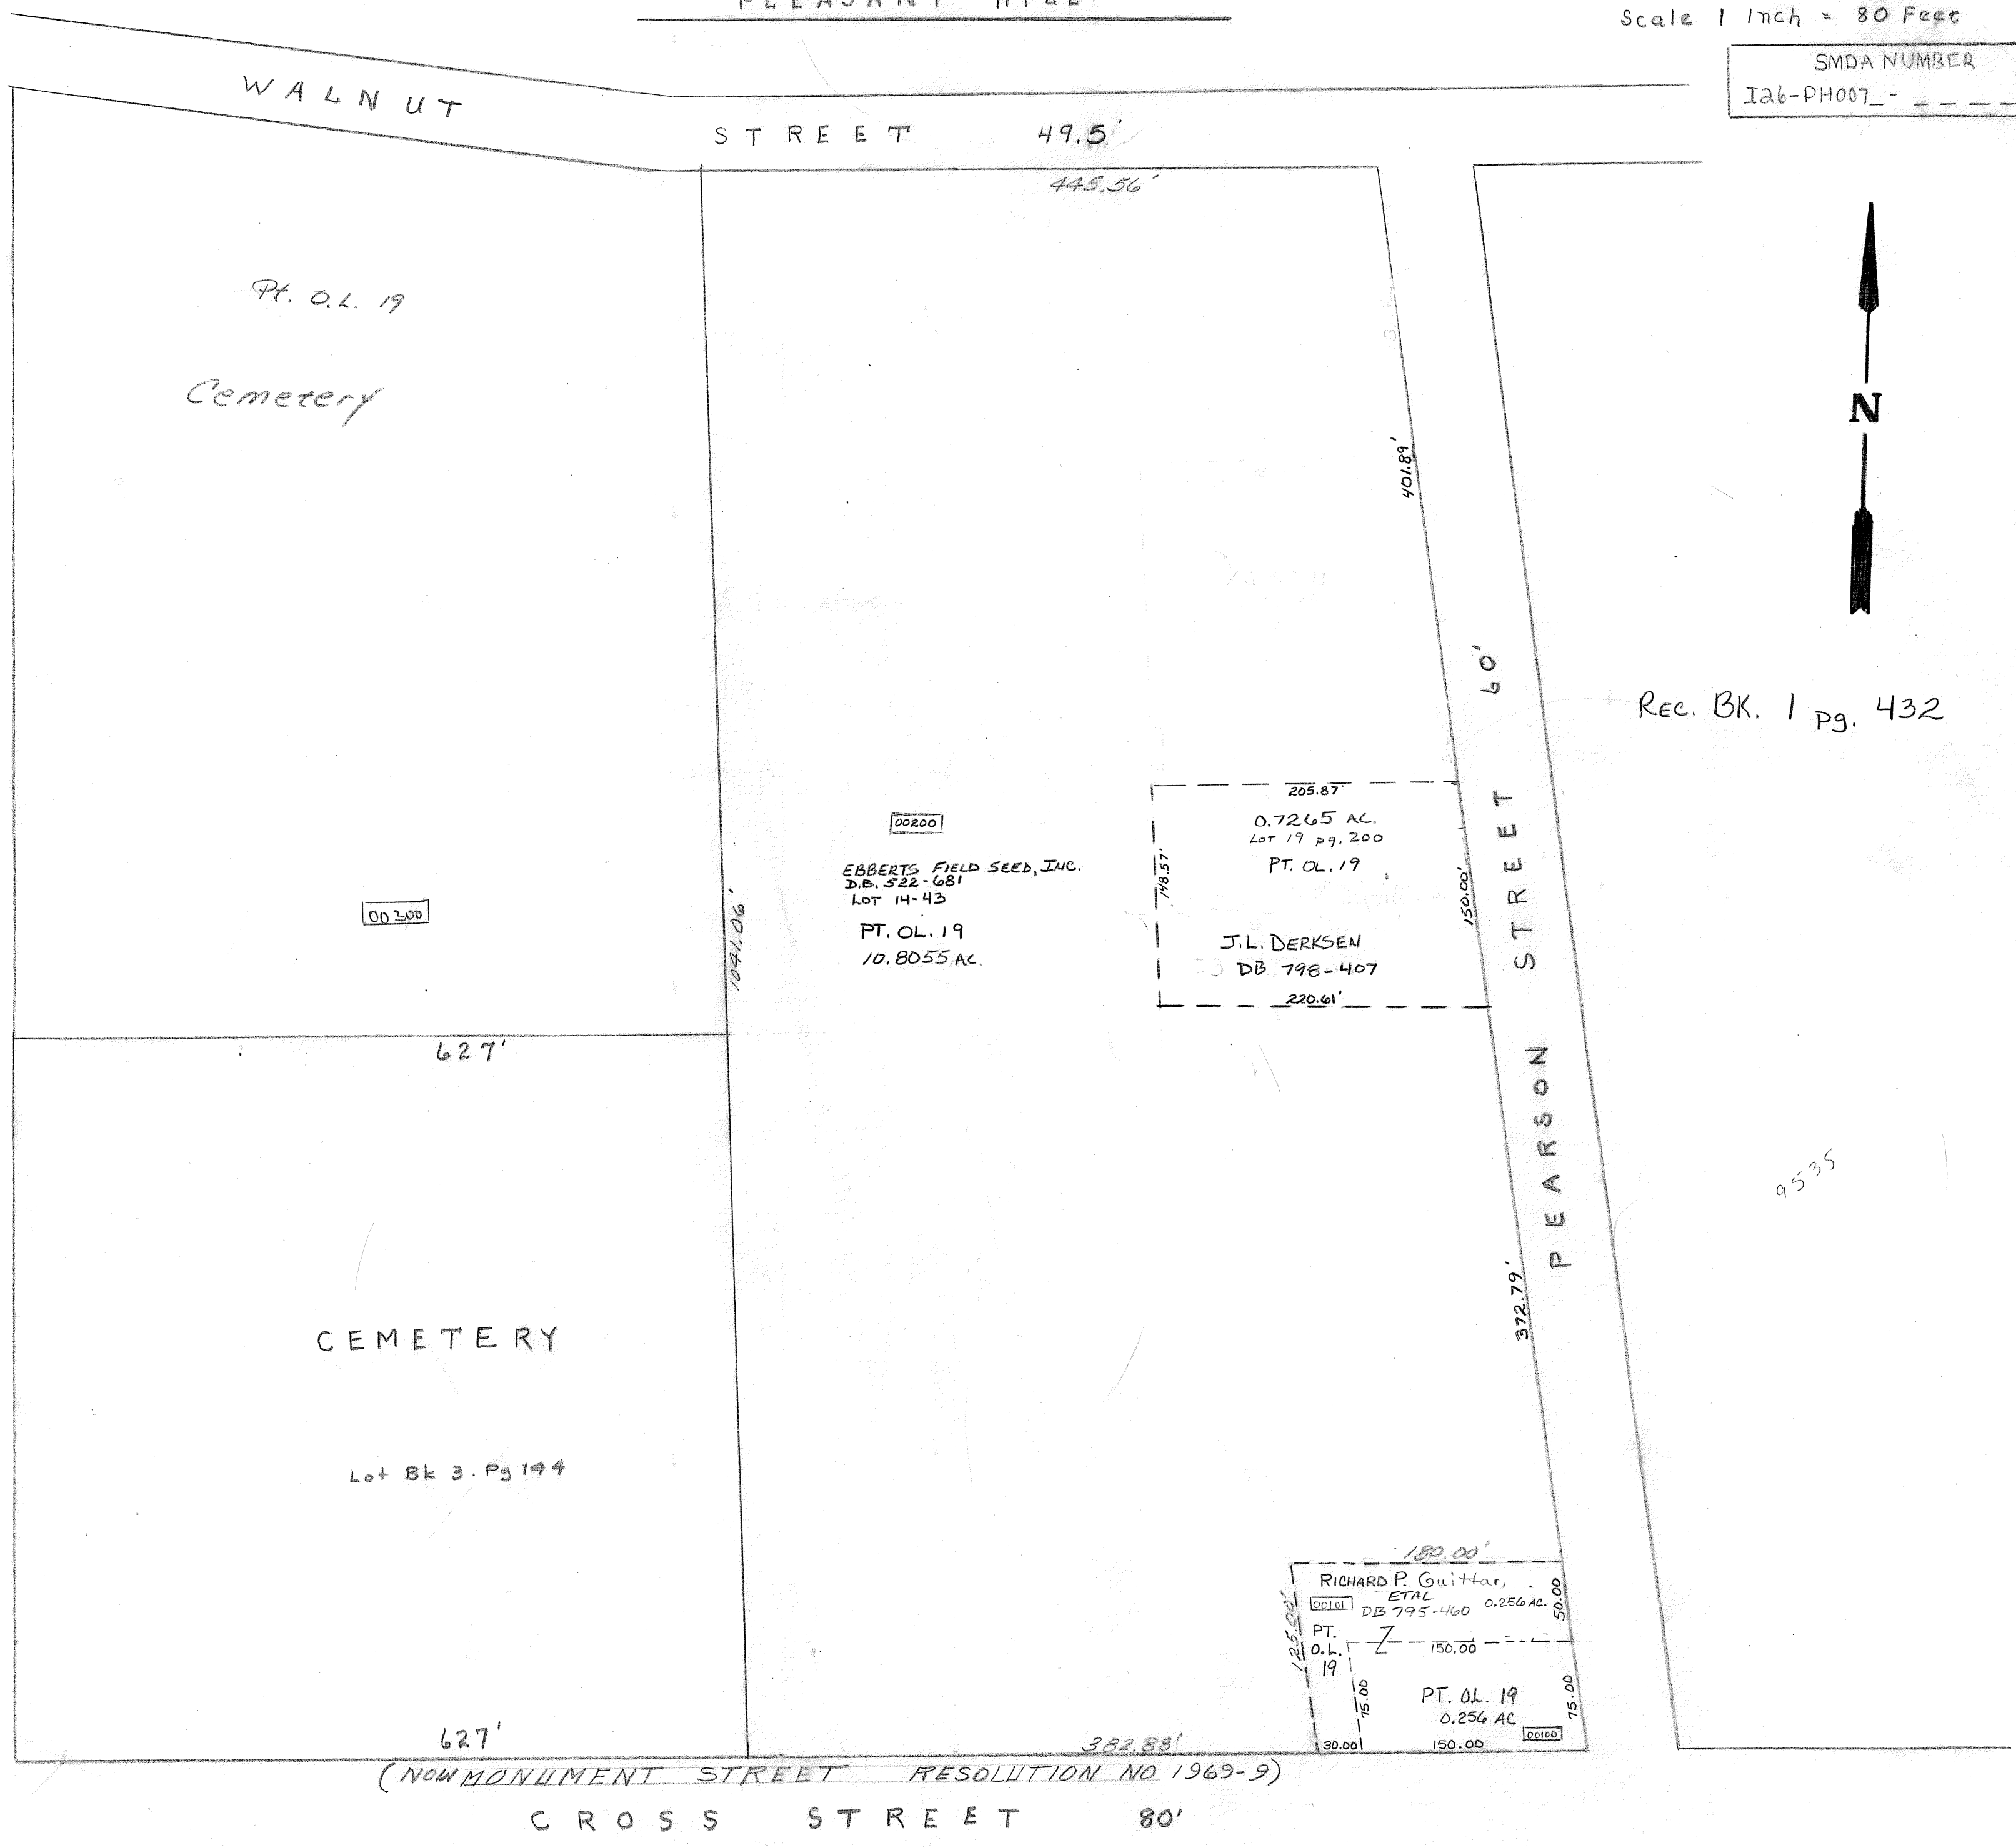 PLEASANT HILL
Scale 1 Inch = 80 Feet
SMDA NUMBER
I26-PH007_- _ _ _ _
WALNUT
STREET 49.5'
445.56'
Pt. O.L. 19
Cemetery
401.89'
N
60'
Rec. BK. 1 pg. 432
205.87'
00200
0.7265 AC.
Lot 19 pg. 200
PT. OL. 19
EBBERTS FIELD SEED, INC.
D.B. 522-681
LOT 14-43
PT. OL. 19
10.8055 AC.
148.57'
150.00'
00300
1041.06'
J.L. DERKSEN
DB 798-407
220.61'
PEARSON STREET
627'
9535
372.79'
CEMETERY
Lot Bk 3. Pg 144
180.00'
RICHARD P. Guittar,
ETAL
00101
DB 795-460 0.256 AC.
50.00
125.00'
PT.
O.L.
19
150.00
75.00
PT. OL. 19
0.256 AC
75.00
00100
627'
382.88'
30.00
150.00
(NOW MONUMENT STREET RESOLUTION NO 1969-9)
CROSS STREET 80'